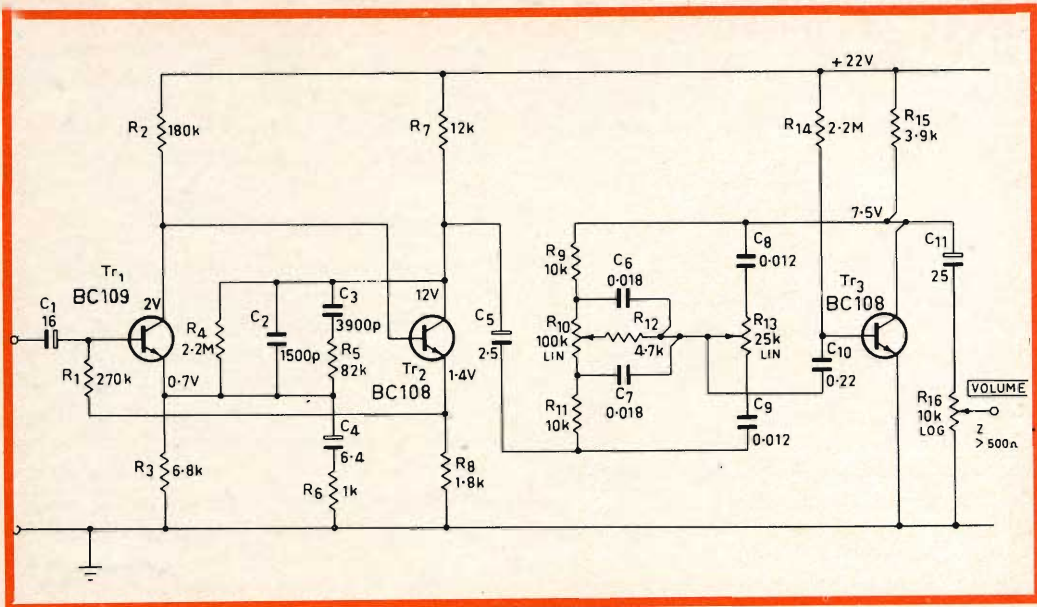 +22V
R2 180k
R7 12k
R14 2·2M
R15
3·9k
7·5V
Tr1
BC109
2V
C1
16
R1 270k
0·7V
R3 6·8k
R4
2·2M
C2
1500p
C3
3900p
R5
82k
C4
6·4
R6 1k
12V
Tr2
BC108
1·4V
R8
1·8k
C5
2·5
R9
10k
C6
0·018
R10
100k
LIN
R12
4·7k
C7
0·018
R11
10k
C8
0·012
R13
25k
LIN
C9
0·012
Tr3
BC108
C10
0·22
C11
25
VOLUME
R16
10k
LOG
Z
>500Ω